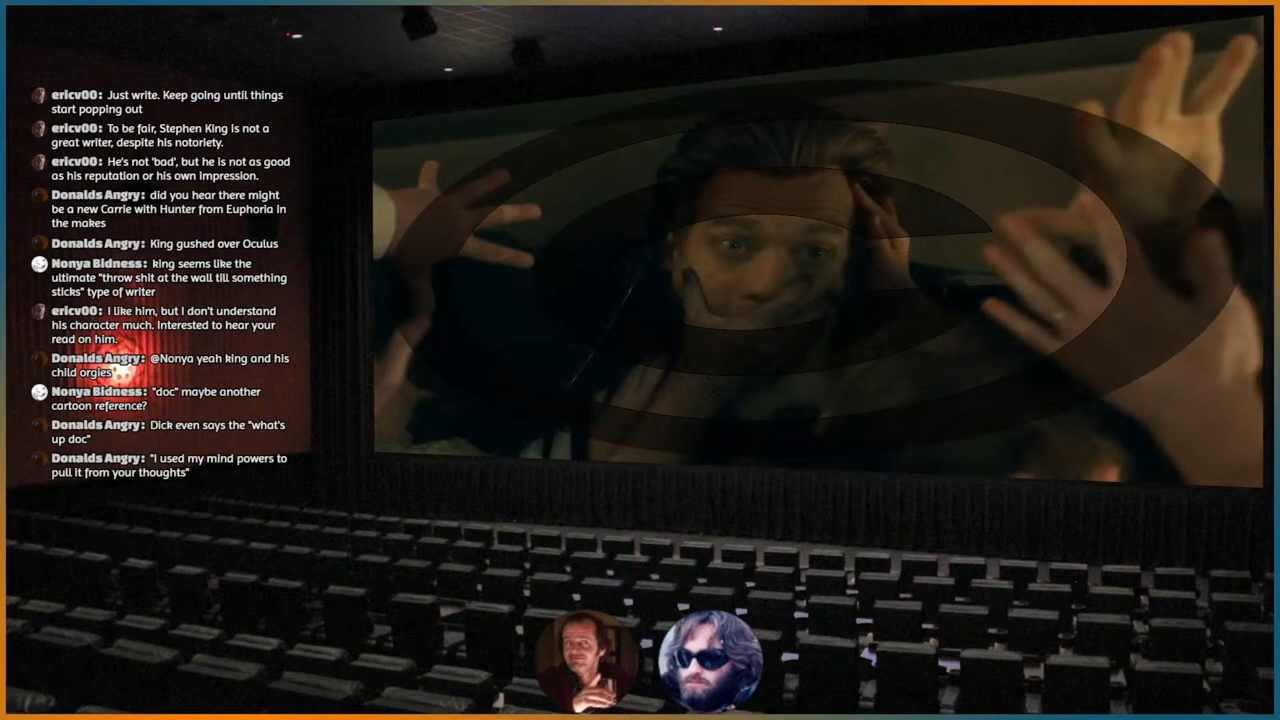 ericv00: Just write. Keep going until things
start popping out
ericv00: To be fair, Stephen King is not a
great writer, despite his notoriety.
ericv00: He's not 'bad', but he is not as good
as his reputation or his own impression.
Donalds Angry: did you hear there might
be a new Carrie with Hunter from Euphoria in
the makes
Donalds Angry: King gushed over Oculus
Nonya Bidness: king seems like the
ultimate "throw shit at the wall till something
sticks" type of writer
ericv00: I like him, but I don't understand
his character much. Interested to hear your
read on him.
Donalds Angry: @Nonya yeah king and his
child orgies
Nonya Bidness: "doc" maybe another
cartoon reference?
Donalds Angry: Dick even says the "what's
up doc"
Donalds Angry: "I used my mind powers to
pull it from your thoughts"